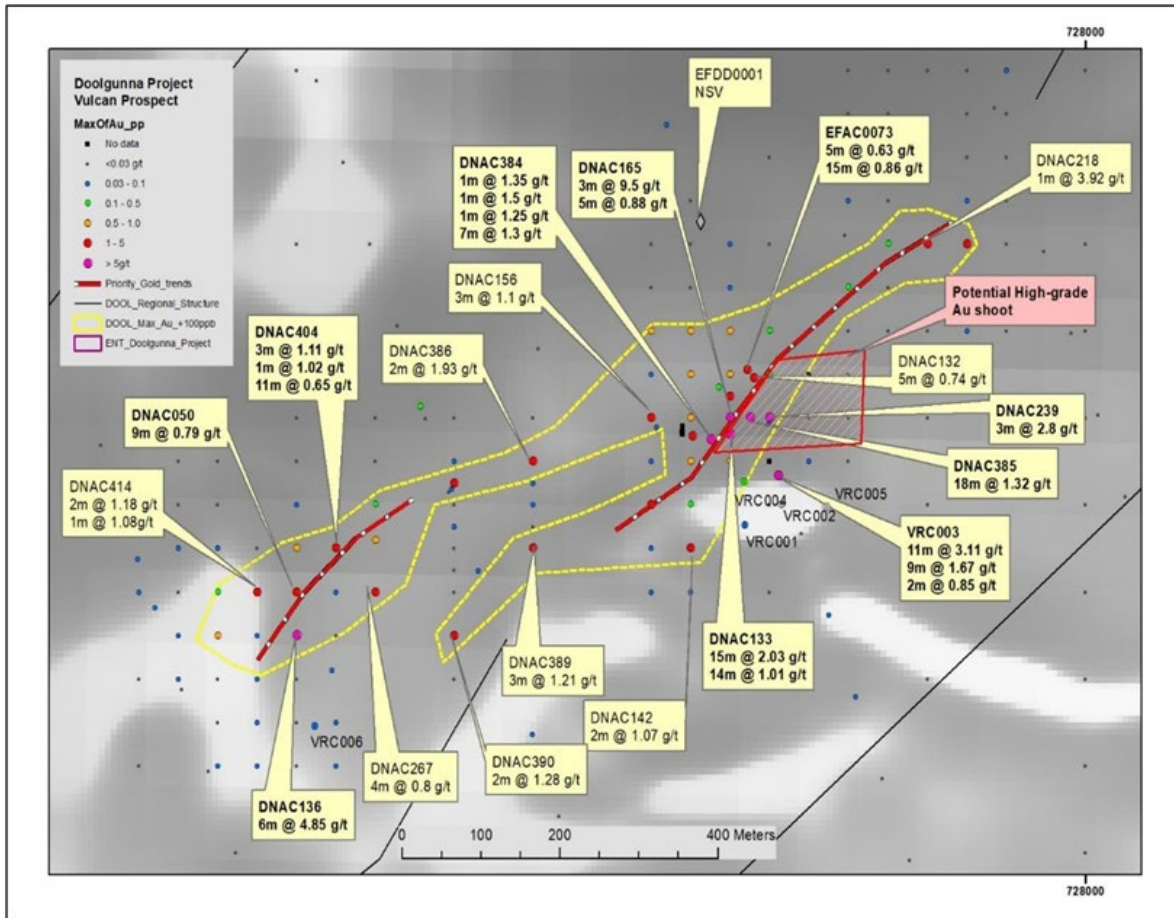 728000
Doolgunna Project
Vulcan Prospect
MaxOfAu_pp
No data
<0.03 g/t
0.03 - 0.1
0.1 - 0.5
0.5 - 1.0
1 - 5
> 5g/t
Priority_Gold_trends
DOOL_Regional_Structure
DOOL_Max_Au_+100ppb
ENT_Doolgunna_Project
EFDD0001
NSV
EFAC0073
5m @ 0.63 g/t
15m @ 0.86 g/t
DNAC384
1m @ 1.35 g/t
1m @ 1.5 g/t
1m @ 1.25 g/t
7m @ 1.3 g/t
DNAC165
3m @ 9.5 g/t
5m @ 0.88 g/t
DNAC218
1m @ 3.92 g/t
DNAC156
3m @ 1.1 g/t
Potential High-grade
Au shoot
DNAC404
3m @ 1.11 g/t
1m @ 1.02 g/t
11m @ 0.65 g/t
DNAC386
2m @ 1.93 g/t
DNAC132
5m @ 0.74 g/t
DNAC050
9m @ 0.79 g/t
DNAC239
3m @ 2.8 g/t
DNAC385
18m @ 1.32 g/t
DNAC414
2m @ 1.18 g/t
1m @ 1.08g/t
VRC004
VRC005
VRC002
VRC001
VRC003
11m @ 3.11 g/t
9m @ 1.67 g/t
2m @ 0.85 g/t
DNAC133
15m @ 2.03 g/t
14m @ 1.01 g/t
DNAC389
3m @ 1.21 g/t
DNAC142
2m @ 1.07 g/t
VRC006
DNAC267
4m @ 0.8 g/t
DNAC390
2m @ 1.28 g/t
DNAC136
6m @ 4.85 g/t
0 100 200 400 Meters
728000